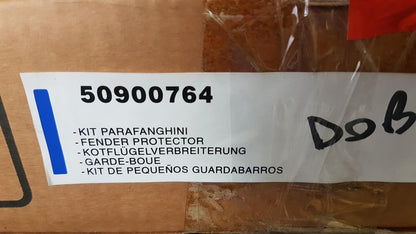 50900764
-KIT PARAFANGHINI
-FENDER PROTECTOR
-KOTFLÜGELVERBREITERUNG
-GARDE-BOUE
-KIT DE PEQUEÑOS GUARDABARROS
DOB